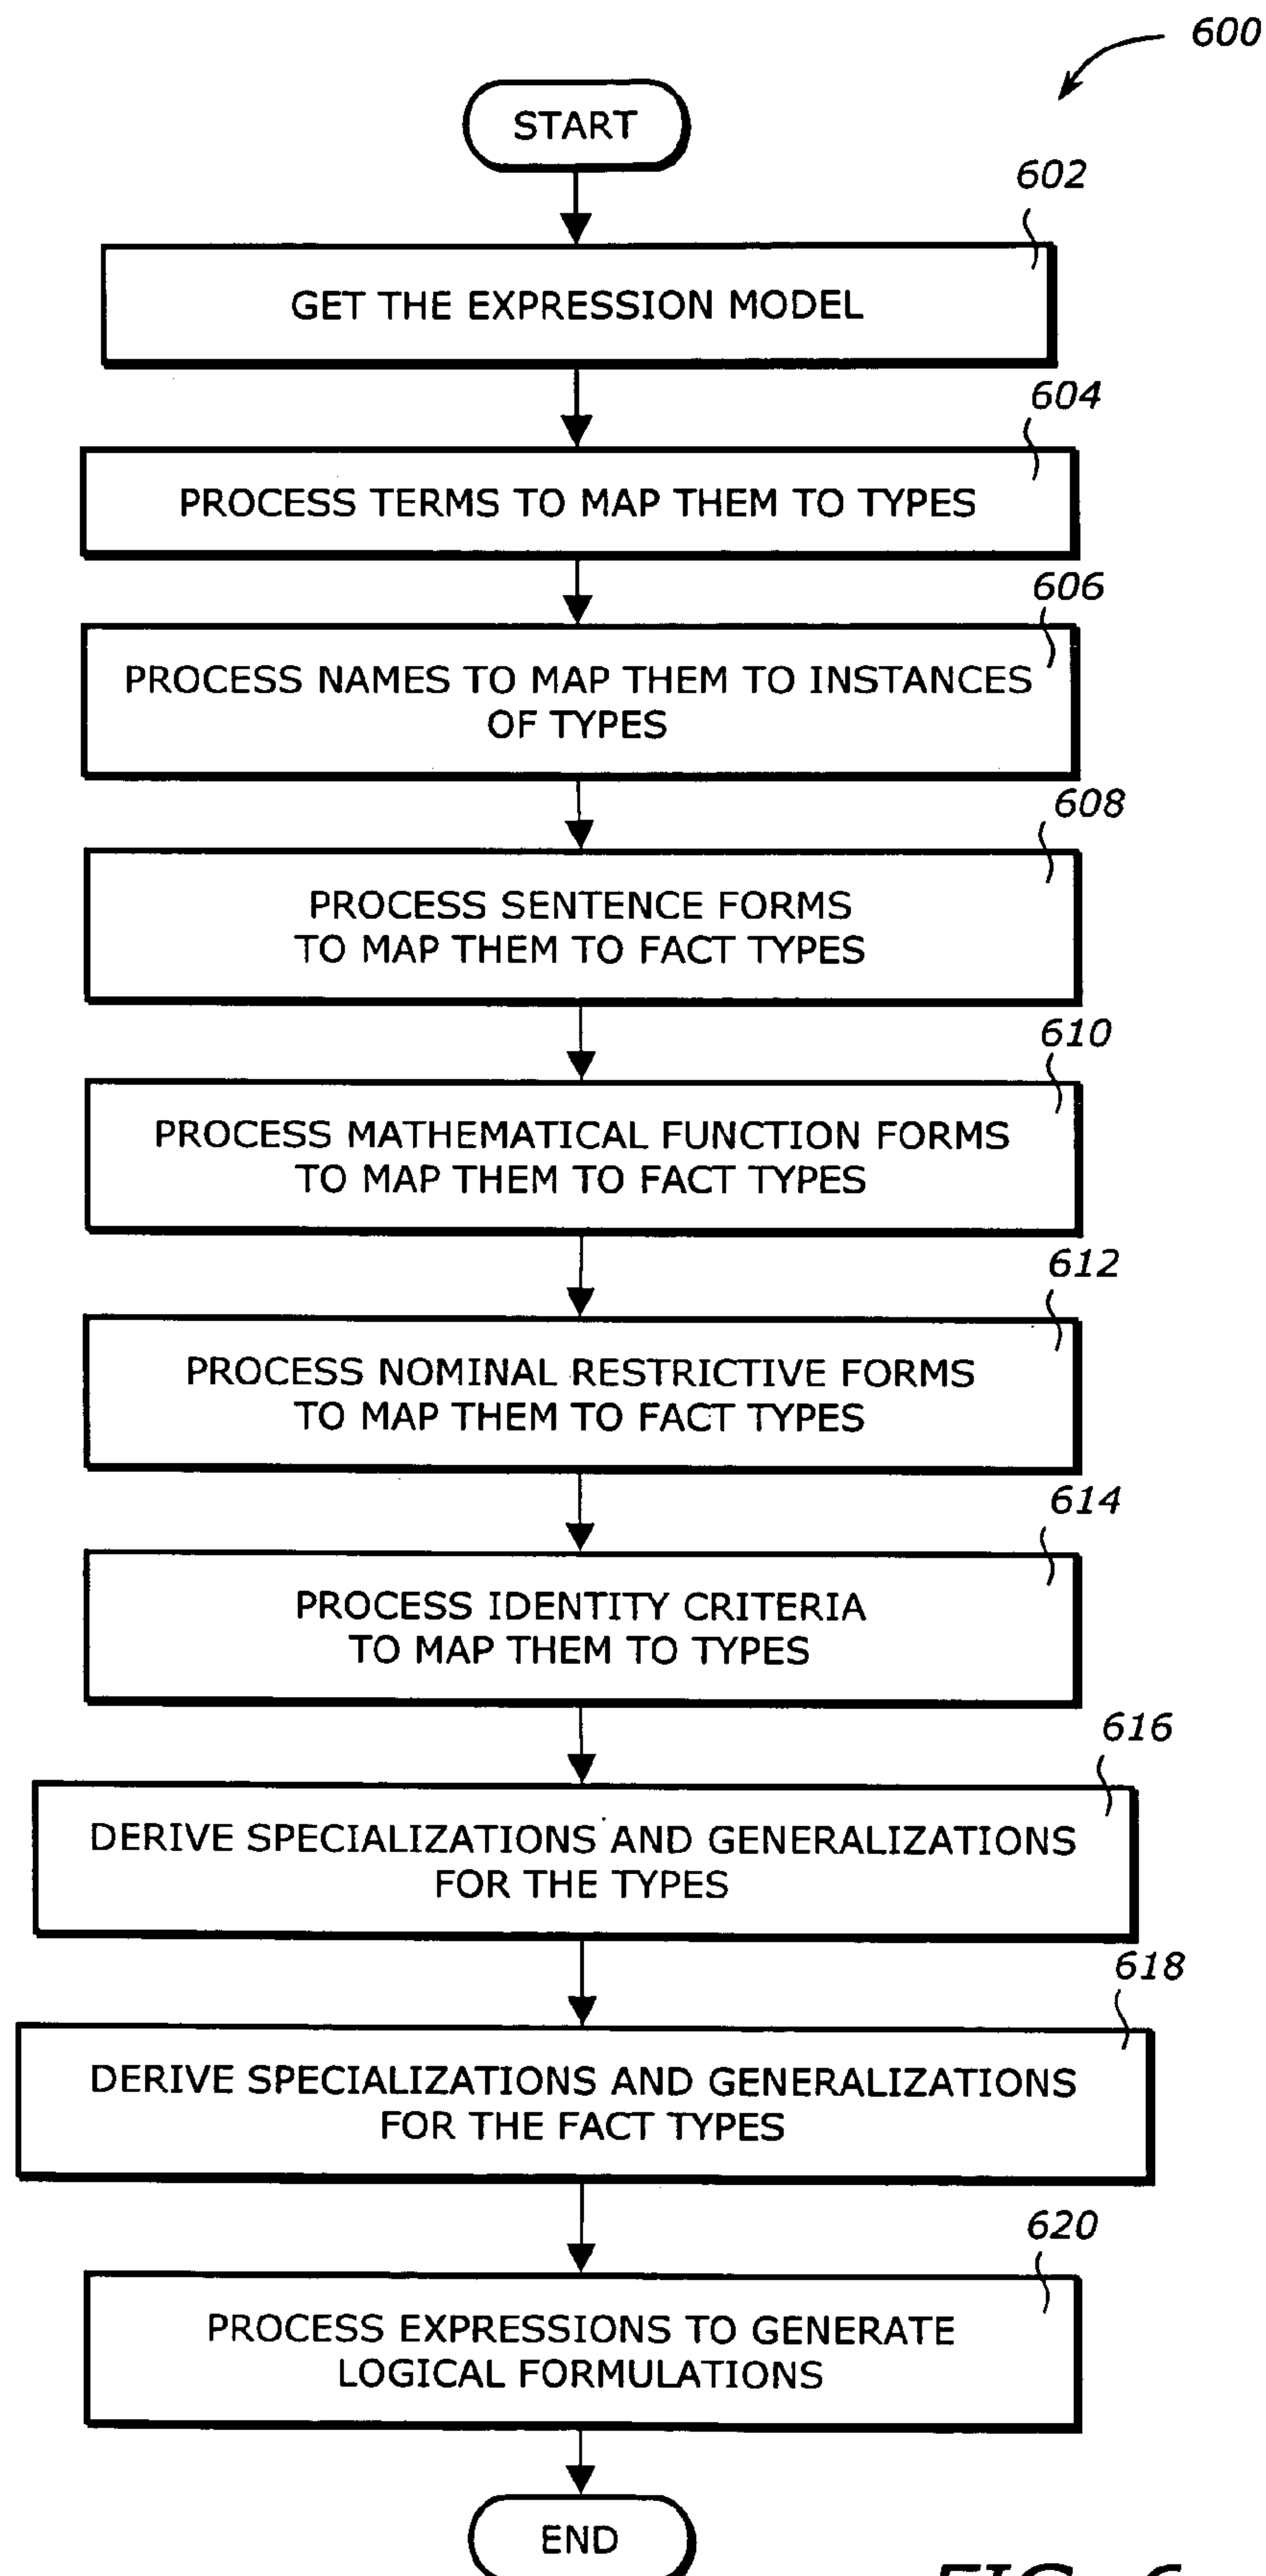 600
START
602
GET THE EXPRESSION MODEL
604
PROCESS TERMS TO MAP THEM TO TYPES
606
PROCESS NAMES TO MAP THEM TO INSTANCES
OF TYPES
608
PROCESS SENTENCE FORMS
TO MAP THEM TO FACT TYPES
610
PROCESS MATHEMATICAL FUNCTION FORMS
TO MAP THEM TO FACT TYPES
612
PROCESS NOMINAL RESTRICTIVE FORMS
TO MAP THEM TO FACT TYPES
614
PROCESS IDENTITY CRITERIA
TO MAP THEM TO TYPES
616
DERIVE SPECIALIZATIONS AND GENERALIZATIONS
FOR THE TYPES
618
DERIVE SPECIALIZATIONS AND GENERALIZATIONS
FOR THE FACT TYPES
620
PROCESS EXPRESSIONS TO GENERATE
LOGICAL FORMULATIONS
END